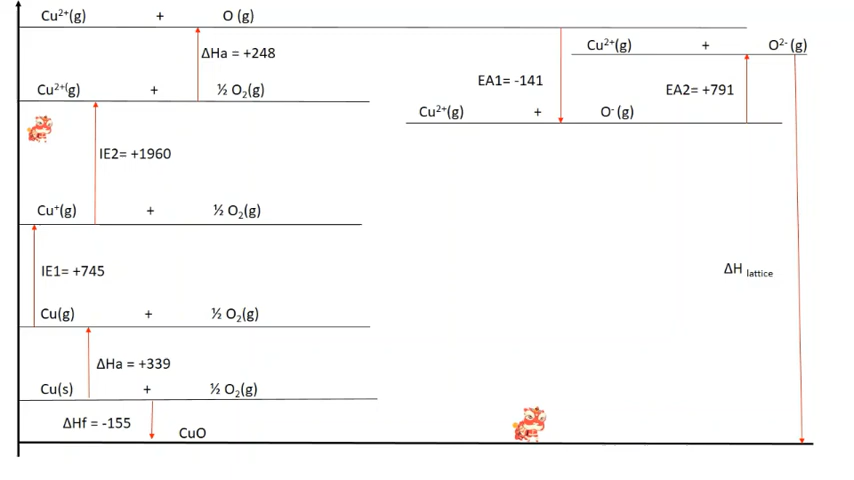 Cu²⁺(g) + O (g)
ΔHa = +248
Cu²⁺(g) + ½ O₂(g)
IE2= +1960
Cu⁺(g) + ½ O₂(g)
IE1= +745
Cu(g) + ½ O₂(g)
ΔHa = +339
Cu(s) + ½ O₂(g)
ΔHf = -155
CuO
EA1= -141
Cu²⁺(g) + O⁻ (g)
Cu²⁺(g) + O²⁻ (g)
EA2= +791
ΔH lattice